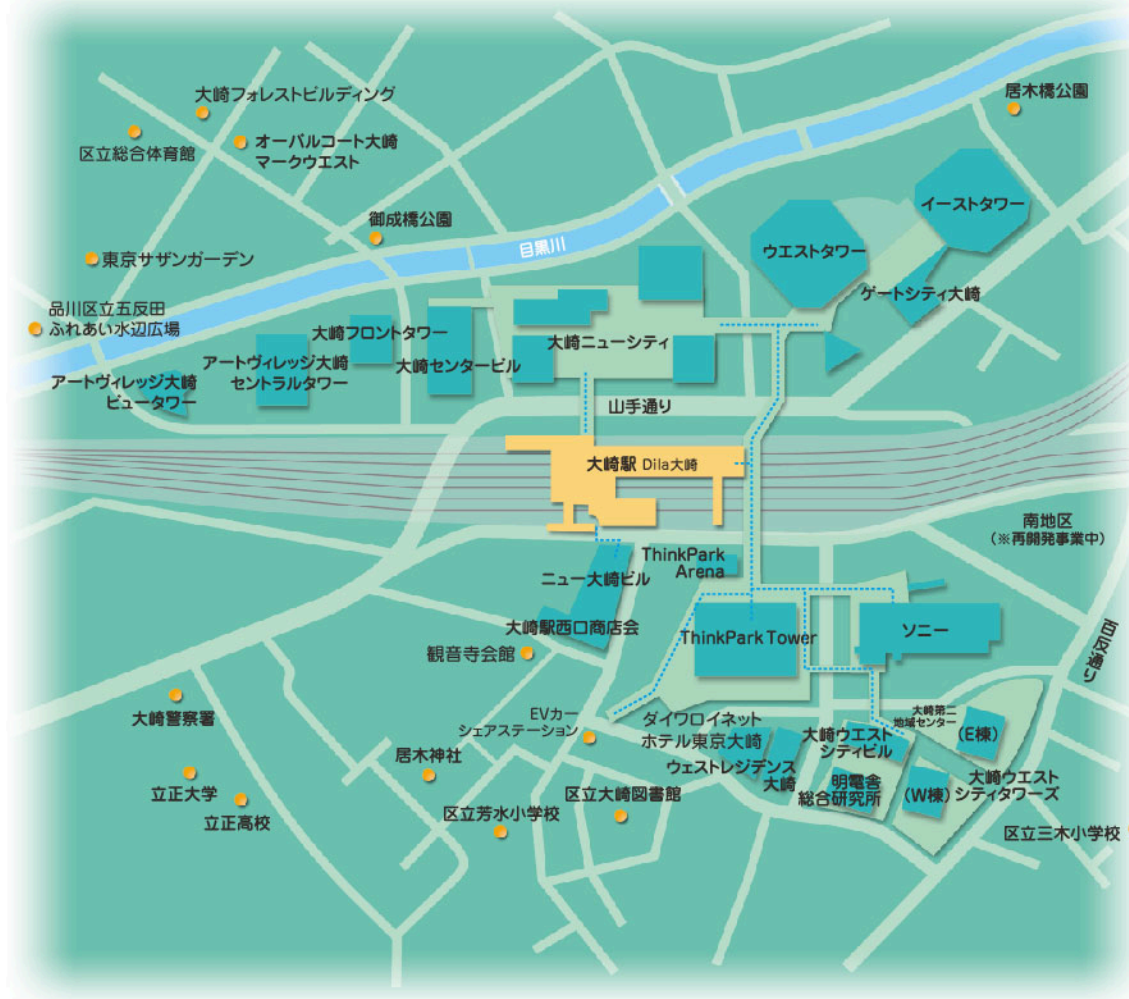 大崎フォレストビルディング
居木橋公園
オーバルコート大崎
マークウエスト
区立総合体育館
イーストタワー
御成橋公園
目黒川
ウエストタワー
東京サザンガーデン
ゲートシティ大崎
品川区立五反田
ふれあい水辺広場
大崎フロントタワー
大崎ニューシティ
アートヴィレッジ大崎
セントラルタワー
大崎センタービル
アートヴィレッジ大崎
ビュータワー
山手通り
大崎駅 Dila大崎
南地区
(※再開発事業中)
ThinkPark
Arena
ニュー大崎ビル
大崎駅西口商店会
ThinkPark Tower
ソニー
百反通り
観音寺会館
大崎警察署
EVカー
シェアステーション
ダイワロイネット
ホテル東京大崎
大崎第二
地域センター
大崎ウエスト
シティビル
(E棟)
居木神社
ウェストレジデンス
大崎
明電舎
総合研究所
(W棟)
大崎ウエスト
シティタワーズ
立正大学
立正高校
区立芳水小学校
区立大崎図書館
区立三木小学校